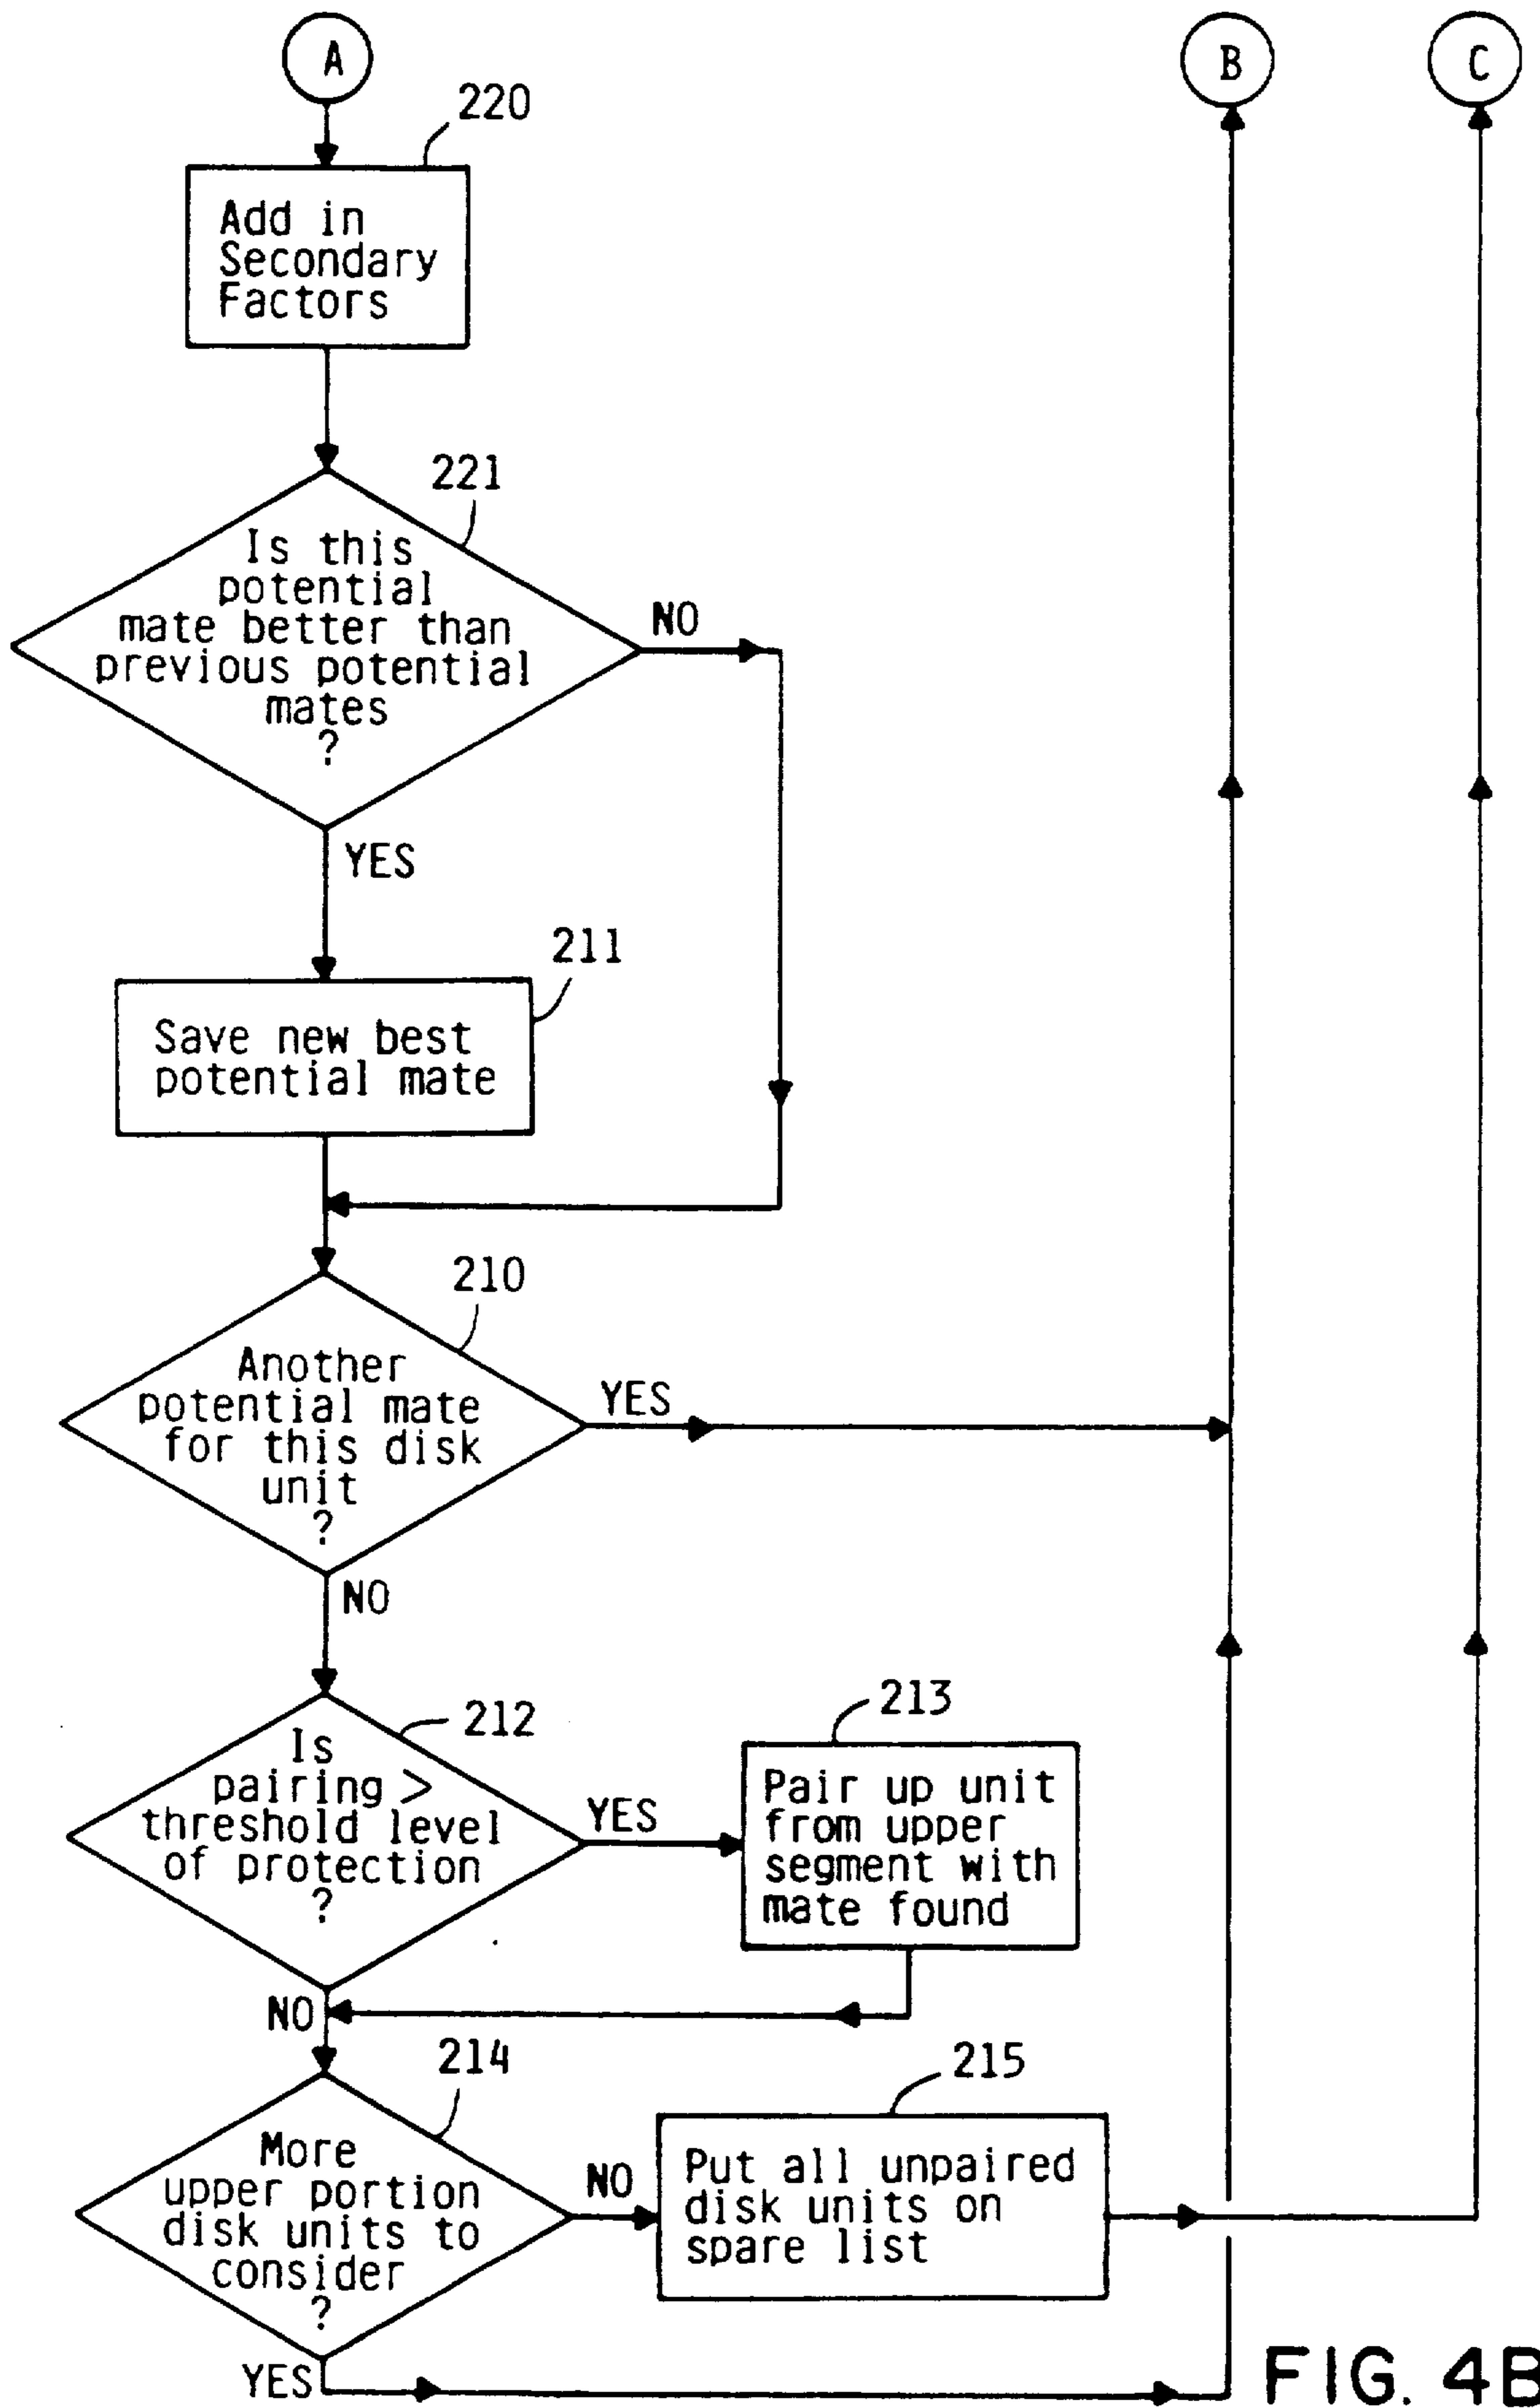 A
B
C
220
Add in
Secondary
Factors
221
Is this
potential
mate better than
previous potential
mates
?
NO
YES
211
Save new best
potential mate
210
Another
potential mate
for this disk
unit
?
YES
NO
212
Is
pairing >
threshold level
of protection
?
YES
213
Pair up unit
from upper
segment with
mate found
NO
214
More
upper portion
disk units to
consider
?
NO
215
Put all unpaired
disk units on
spare list
YES
FIG. 4B